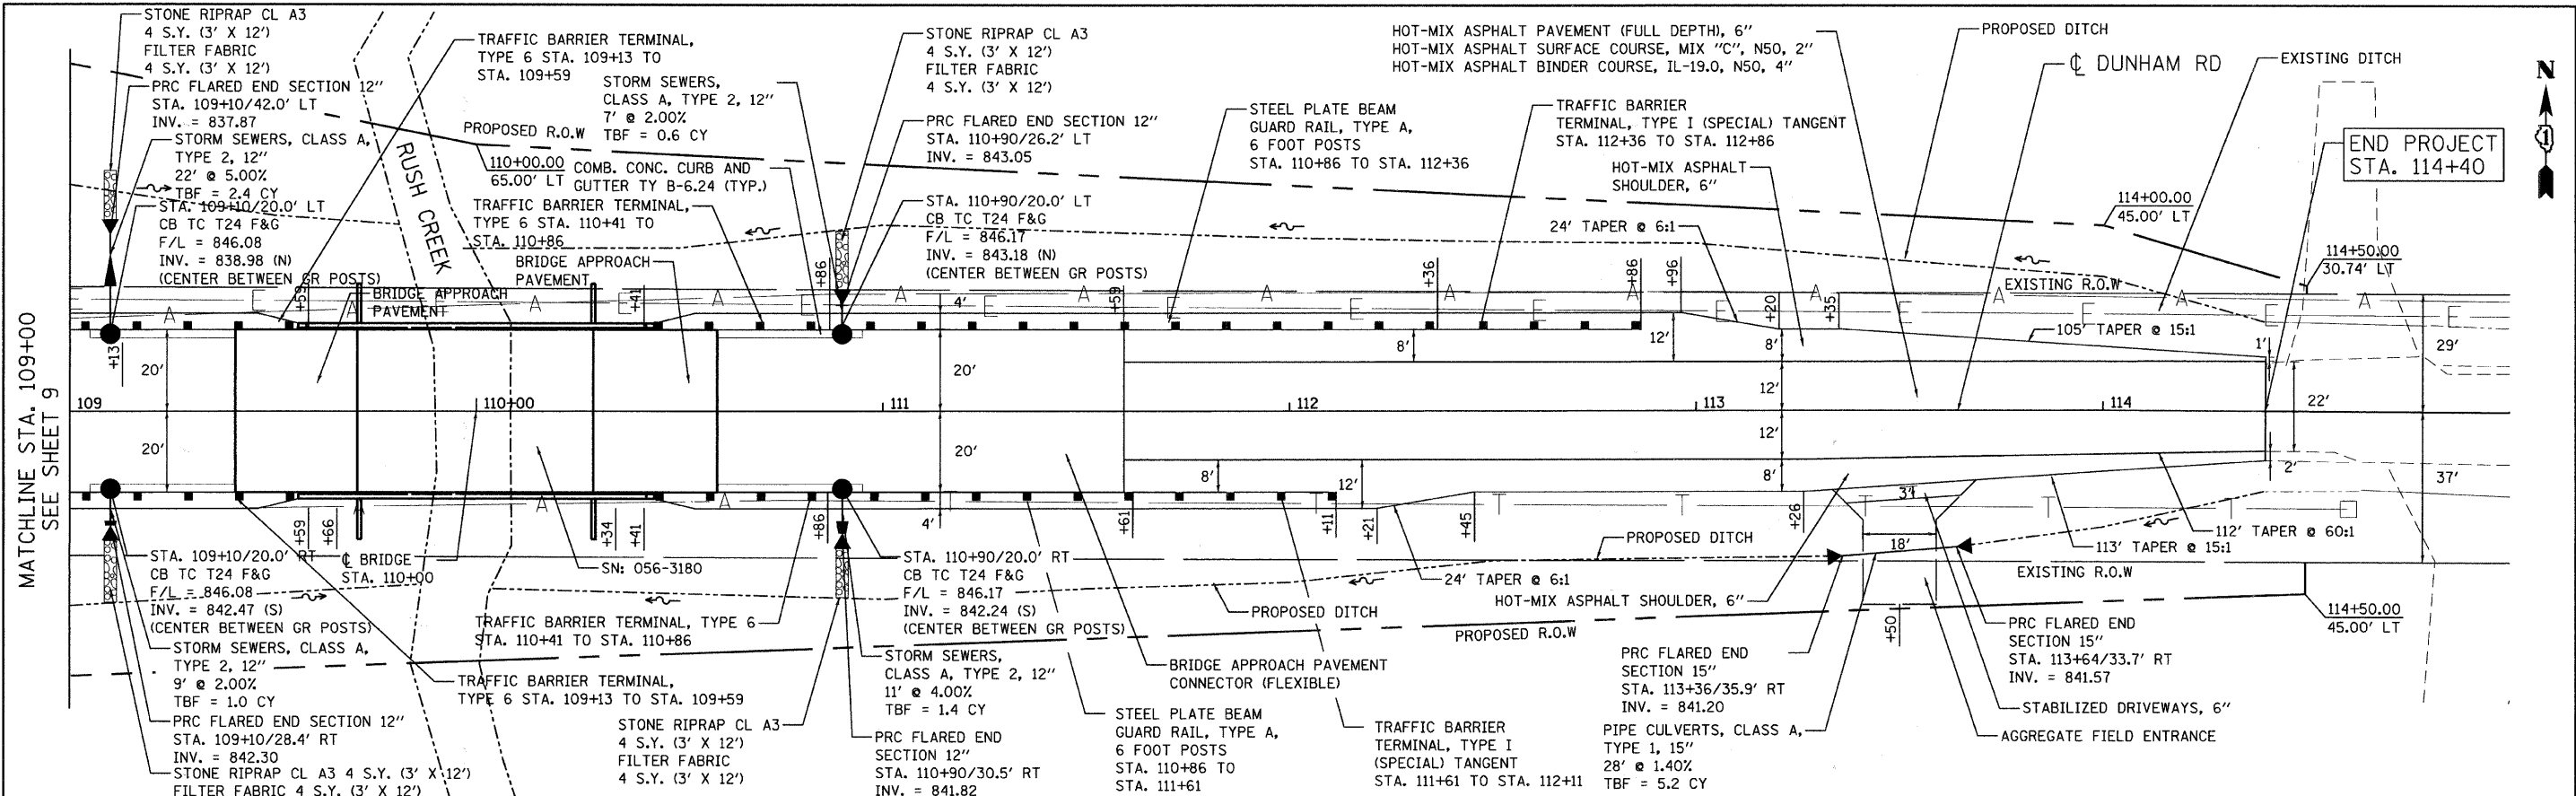 STONE RIPRAP CL A3
4 S.Y. (3' X 12')
FILTER FABRIC
4 S.Y. (3' X 12')
PRC FLARED END SECTION 12"
STA. 109+10/42.0' LT
INV. = 837.87
STORM SEWERS, CLASS A,
TYPE 2, 12"
22' @ 5.00%
TBF = 2.4 CY
STA. 109+10/20.0' LT
CB TC T24 F&G
F/L = 846.08
INV. = 838.98 (N)
(CENTER BETWEEN GR POSTS)
TRAFFIC BARRIER TERMINAL,
TYPE 6 STA. 109+13 TO
STA. 109+59
STORM SEWERS,
CLASS A, TYPE 2, 12"
7' @ 2.00%
TBF = 0.6 CY
PROPOSED R.O.W
RUSH CREEK
110+00.00
65.00' LT
COMB. CONC. CURB AND
GUTTER TY B-6.24 (TYP.)
TRAFFIC BARRIER TERMINAL,
TYPE 6 STA. 110+41 TO
STA. 110+86
BRIDGE APPROACH
PAVEMENT
BRIDGE APPROACH
PAVEMENT
STONE RIPRAP CL A3
4 S.Y. (3' X 12')
FILTER FABRIC
4 S.Y. (3' X 12')
PRC FLARED END SECTION 12"
STA. 110+90/26.2' LT
INV. = 843.05
STA. 110+90/20.0' LT
CB TC T24 F&G
F/L = 846.17
INV. = 843.18 (N)
(CENTER BETWEEN GR POSTS)
HOT-MIX ASPHALT PAVEMENT (FULL DEPTH), 6"
HOT-MIX ASPHALT SURFACE COURSE, MIX "C", N50, 2"
HOT-MIX ASPHALT BINDER COURSE, IL-19.0, N50, 4"
STEEL PLATE BEAM
GUARD RAIL, TYPE A,
6 FOOT POSTS
STA. 110+86 TO STA. 112+36
TRAFFIC BARRIER
TERMINAL, TYPE I (SPECIAL) TANGENT
STA. 112+36 TO STA. 112+86
HOT-MIX ASPHALT
SHOULDER, 6"
24' TAPER @ 6:1
PROPOSED DITCH
℄ DUNHAM RD
EXISTING DITCH
N
1
END PROJECT
STA. 114+40
114+00.00
45.00' LT
114+50.00
30.74' LT
EXISTING R.O.W
105' TAPER @ 15:1
+59
+41
+86
+59
+36
+86
+96
+20
+35
+13
4'
8'
12'
8'
1'
29'
20'
20'
12'
22'
109
110+00
111
112
113
114
20'
20'
12'
8'
12'
8'
2'
37'
3'
4'
18'
MATCHLINE STA. 109+00
SEE SHEET 9
+59
+66
+34
+41
+86
+61
+11
+21
+45
+26
+50
STA. 109+10/20.0' RT
CB TC T24 F&G
F/L = 846.08
INV. = 842.47 (S)
(CENTER BETWEEN GR POSTS)
STORM SEWERS, CLASS A,
TYPE 2, 12"
9' @ 2.00%
TBF = 1.0 CY
PRC FLARED END SECTION 12"
STA. 109+10/28.4' RT
INV. = 842.30
STONE RIPRAP CL A3 4 S.Y. (3' X 12')
FILTER FABRIC 4 S.Y. (3' X 12')
℄ BRIDGE
STA. 110+00
SN: 056-3180
TRAFFIC BARRIER TERMINAL, TYPE 6
STA. 110+41 TO STA. 110+86
TRAFFIC BARRIER TERMINAL,
TYPE 6 STA. 109+13 TO STA. 109+59
STONE RIPRAP CL A3
4 S.Y. (3' X 12')
FILTER FABRIC
4 S.Y. (3' X 12')
STA. 110+90/20.0' RT
CB TC T24 F&G
F/L = 846.17
INV. = 842.24 (S)
(CENTER BETWEEN GR POSTS)
STORM SEWERS,
CLASS A, TYPE 2, 12"
11' @ 4.00%
TBF = 1.4 CY
PRC FLARED END
SECTION 12"
STA. 110+90/30.5' RT
INV. = 841.82
PROPOSED DITCH
24' TAPER @ 6:1
PROPOSED DITCH
HOT-MIX ASPHALT SHOULDER, 6"
PROPOSED R.O.W
BRIDGE APPROACH PAVEMENT
CONNECTOR (FLEXIBLE)
STEEL PLATE BEAM
GUARD RAIL, TYPE A,
6 FOOT POSTS
STA. 110+86 TO
STA. 111+61
TRAFFIC BARRIER
TERMINAL, TYPE I
(SPECIAL) TANGENT
STA. 111+61 TO STA. 112+11
PRC FLARED END
SECTION 15"
STA. 113+36/35.9' RT
INV. = 841.20
PIPE CULVERTS, CLASS A,
TYPE 1, 15"
28' @ 1.40%
TBF = 5.2 CY
112' TAPER @ 60:1
113' TAPER @ 15:1
EXISTING R.O.W
114+50.00
45.00' LT
PRC FLARED END
SECTION 15"
STA. 113+64/33.7' RT
INV. = 841.57
STABILIZED DRIVEWAYS, 6"
AGGREGATE FIELD ENTRANCE